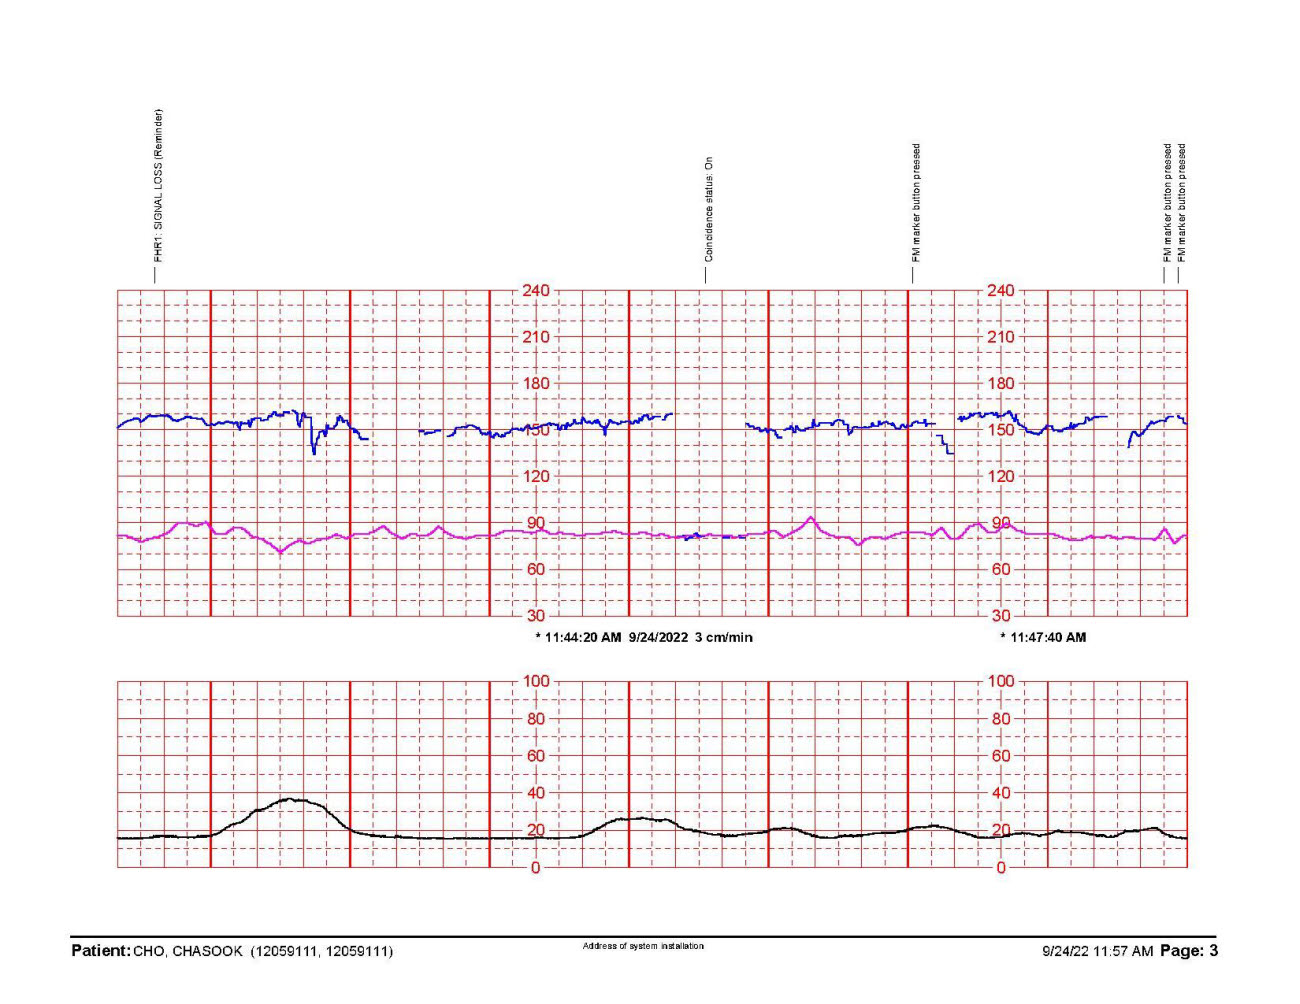 FHR1: SIGNAL LOSS (Reminder)
Coincidence status: On
FM marker button pressed
FM marker button pressed
FM marker button pressed
240 240
210 210
180 180
150 150
120 120
90 90
60 60
30 30
* 11:44:20 AM 9/24/2022 3 cm/min * 11:47:40 AM
100 100
80 80
60 60
40 40
20 20
0 0
Patient: CHO, CHASOOK (12059111, 12059111) Address of system installation 9/24/22 11:57 AM Page: 3